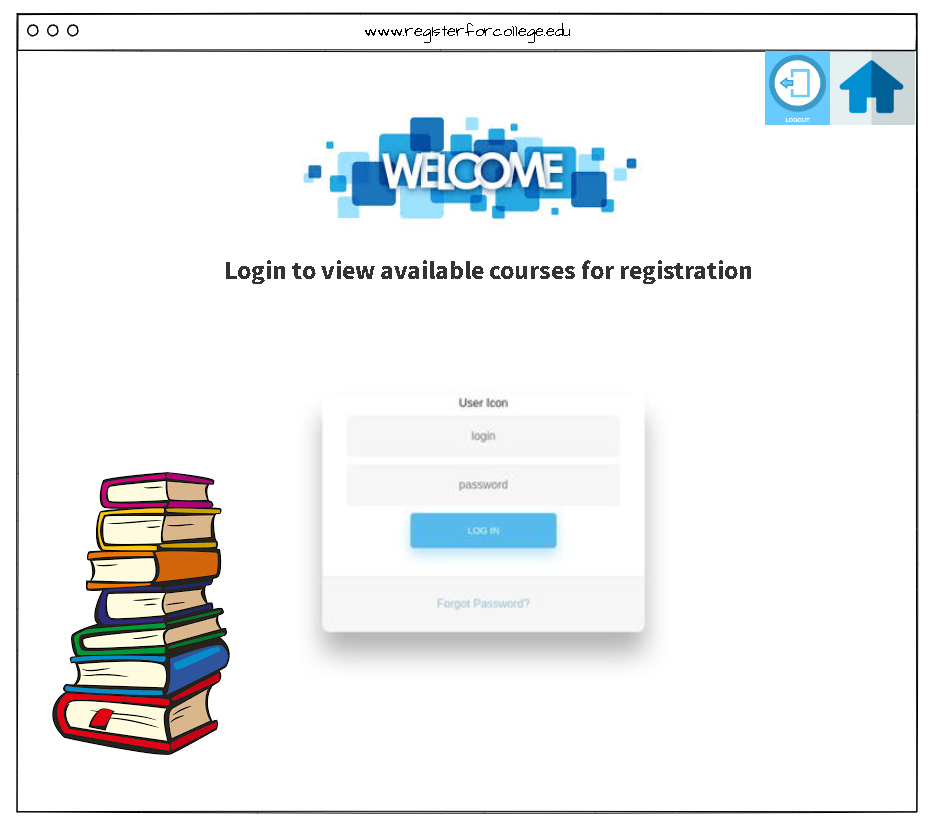 www.registerforcollege.edu
LOGOUT
WELCOME
Login to view available courses for registration
User Icon
login
password
LOG IN
Forgot Password?